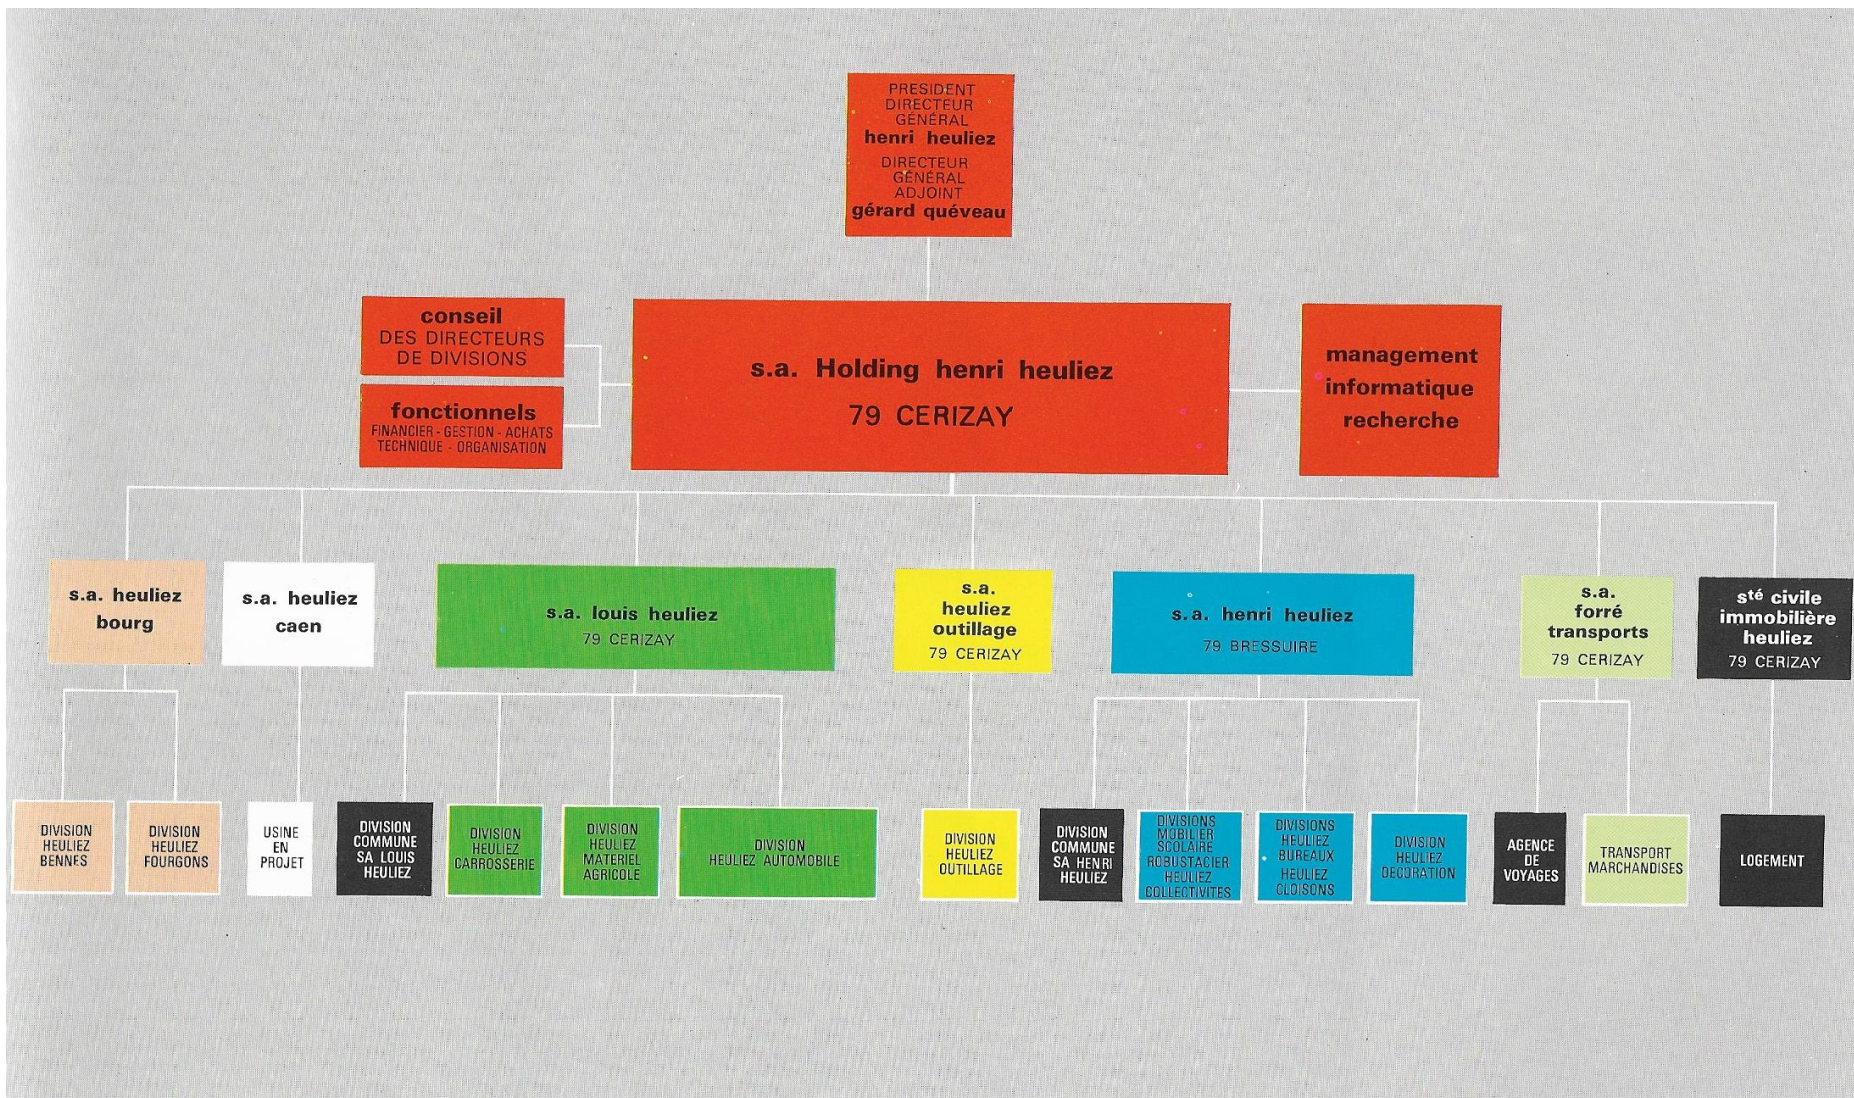 PRESIDENT
DIRECTEUR
GÉNÉRAL
henri heuliez
DIRECTEUR
GÉNÉRAL
ADJOINT
gérard quéveau
conseil
DES DIRECTEURS
DE DIVISIONS
fonctionnels
FINANCIER - GESTION - ACHATS
TECHNIQUE - ORGANISATION
s.a. Holding henri heuliez
79 CERIZAY
management
informatique
recherche
s.a. heuliez
bourg
s.a. heuliez
caen
s.a. louis heuliez
79 CERIZAY
s.a.
heuliez
outillage
79 CERIZAY
s.a. henri heuliez
79 BRESSUIRE
s.a.
forré
transports
79 CERIZAY
sté civile
immobilière
heuliez
79 CERIZAY
DIVISION
HEULIEZ
BENNES
DIVISION
HEULIEZ
FOURGONS
USINE
EN
PROJET
DIVISION
COMMUNE
SA LOUIS
HEULIEZ
DIVISION
HEULIEZ
CARROSSERIE
DIVISION
HEULIEZ
MATERIEL
AGRICOLE
DIVISION
HEULIEZ AUTOMOBILE
DIVISION
HEULIEZ
OUTILLAGE
DIVISION
COMMUNE
SA HENRI
HEULIEZ
DIVISIONS
MOBILIER
SCOLAIRE
ROBUSTACIER
HEULIEZ
COLLECTIVITES
DIVISIONS
HEULIEZ
BUREAUX
HEULIEZ
CLOISONS
DIVISION
HEULIEZ
DECORATION
AGENCE
DE
VOYAGES
TRANSPORT
MARCHANDISES
LOGEMENT